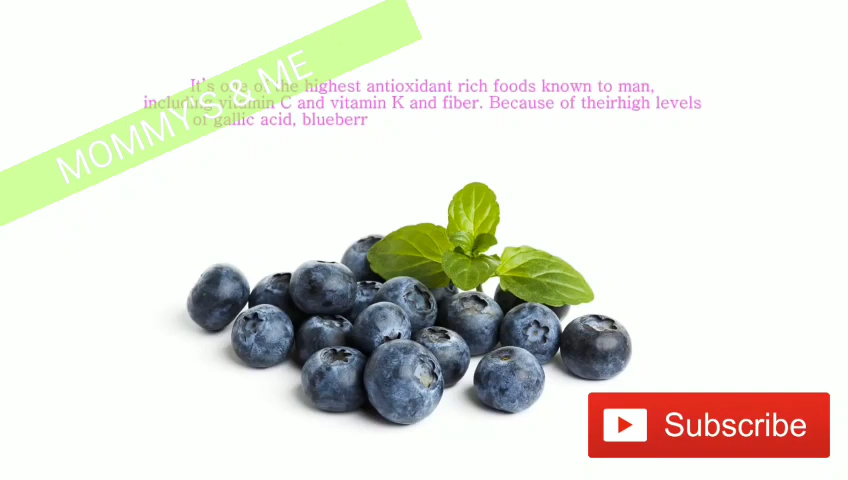 MOMMY'S & ME
It's one of the highest antioxidant rich foods known to man,
including vitamin C and vitamin K and fiber. Because of theirhigh levels
of gallic acid, blueberr
Subscribe